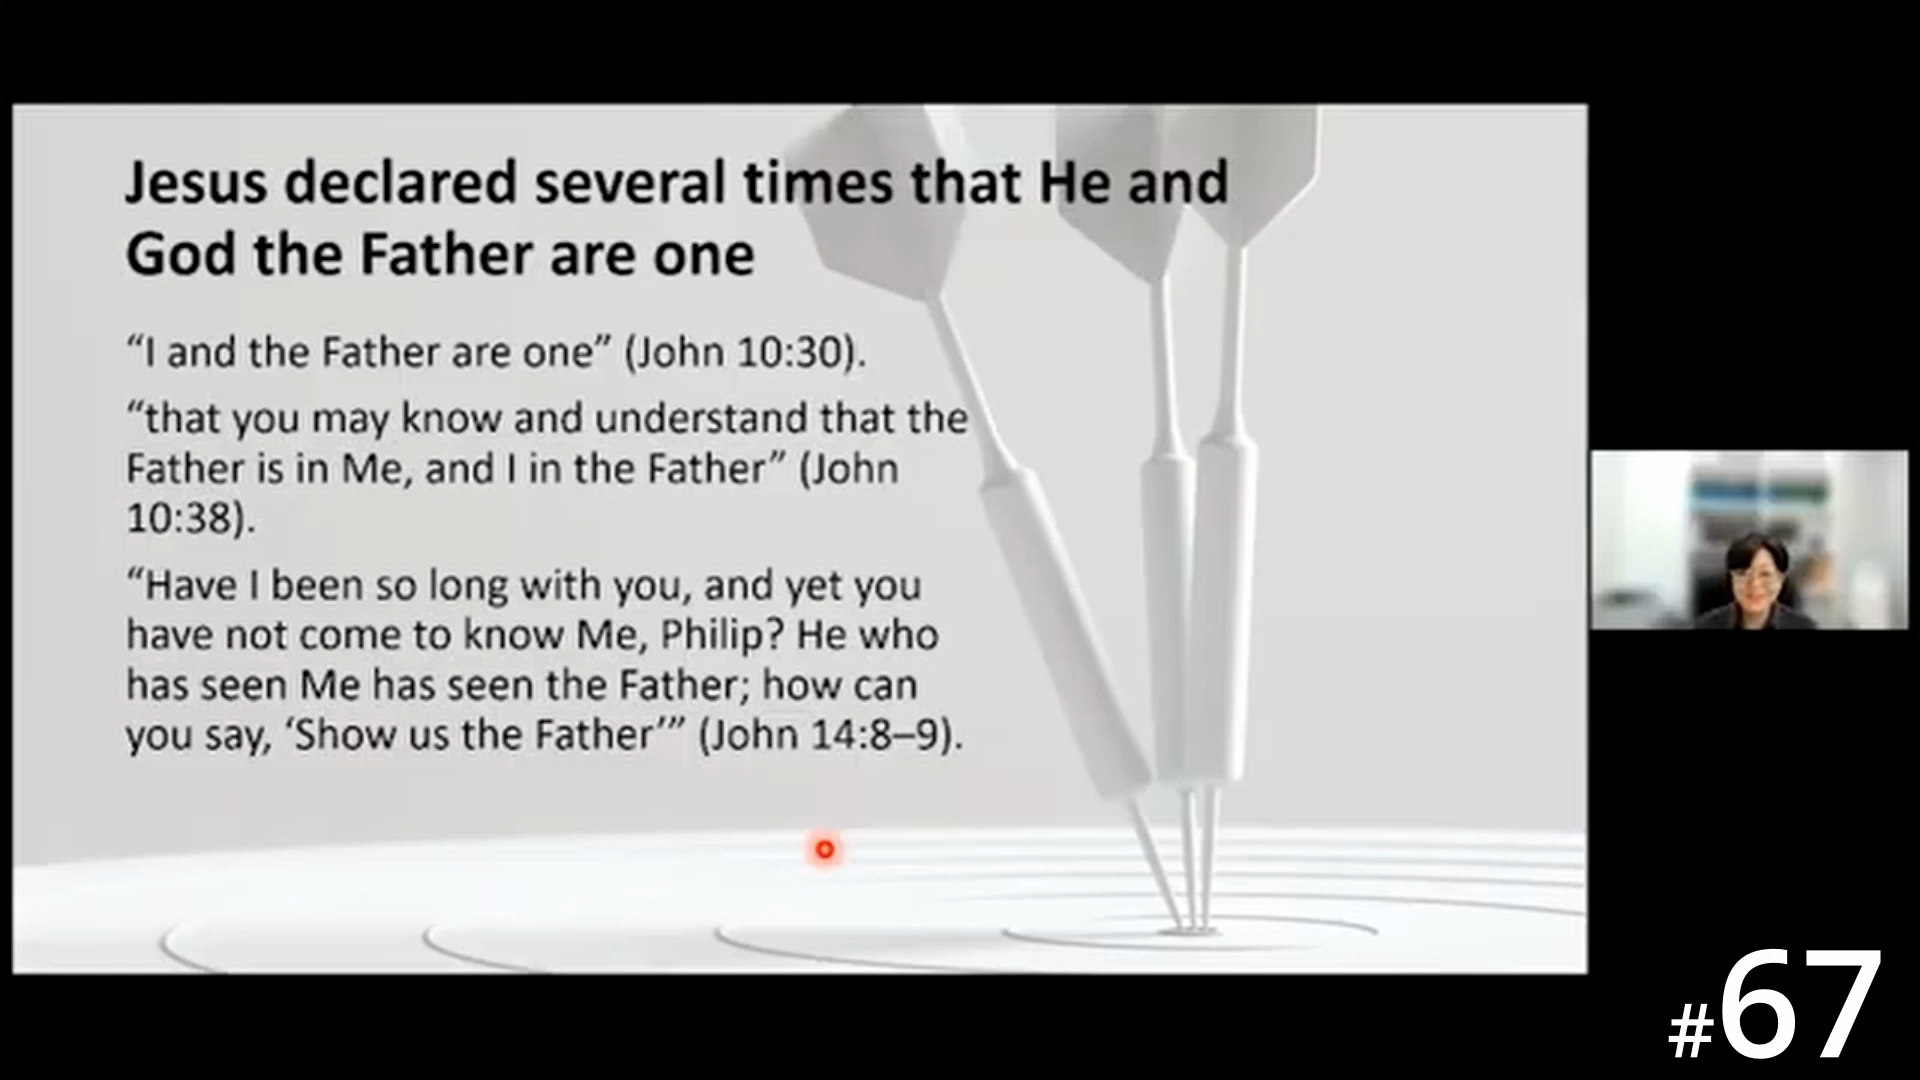 Jesus declared several times that He and
God the Father are one
“I and the Father are one” (John 10:30).
“that you may know and understand that the
Father is in Me, and I in the Father” (John
10:38).
“Have I been so long with you, and yet you
have not come to know Me, Philip? He who
has seen Me has seen the Father; how can
you say, ‘Show us the Father’” (John 14:8–9).
#67